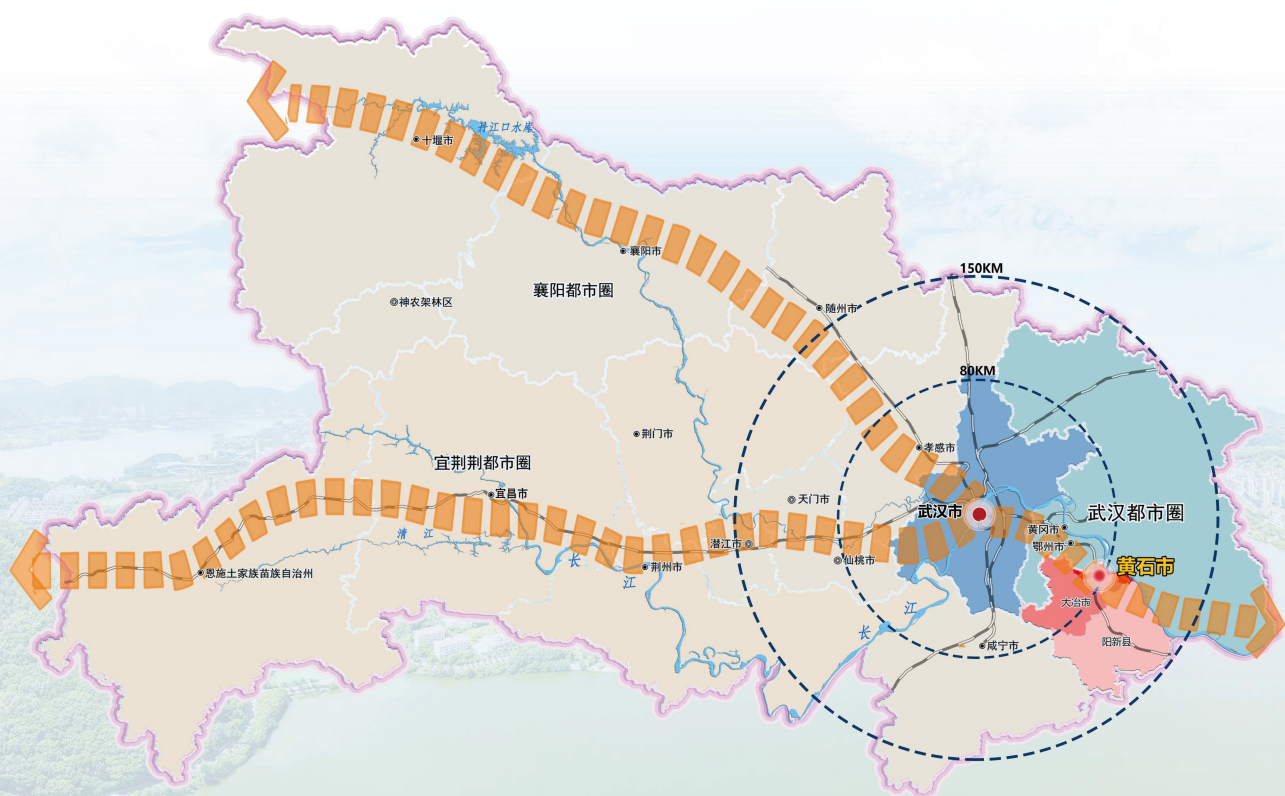 丹江口水库
十堰市
襄阳市
150KM
襄阳都市圈
神农架林区
随州市
80KM
荆门市
孝感市
宜荆荆都市圈
宜昌市
天门市
武汉市
武汉都市圈
黄冈市
清江
潜江市
鄂州市
长江
仙桃市
荆州市
黄石市
恩施土家族苗族自治州
大冶市
长江
阳新县
咸宁市